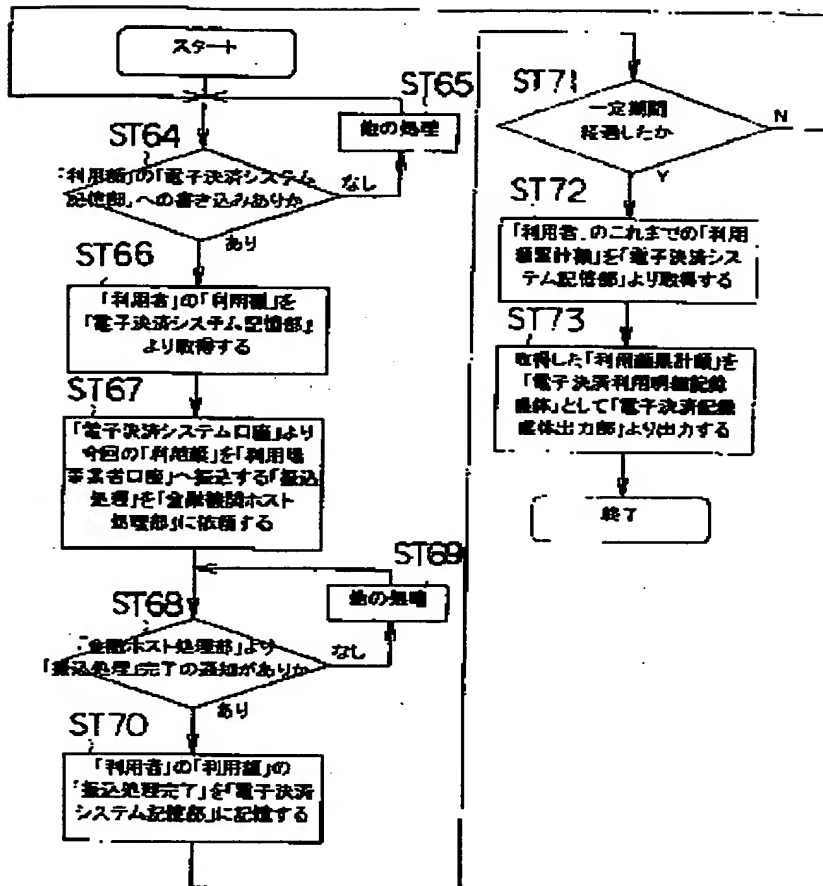 スタート
ST65
他の処理
ST64
「利用額」の「電子決済システム
記憶部」への書き込みありか
なし
あり
ST66
「利用者」の「利用額」を
「電子決済システム記憶部」
より取得する
ST67
「電子決済システム口座」より
今回の「利用額」を「利用場
事業者口座」へ振込する「振込
処理」を「金融機関ホスト
処理部」に依頼する
ST69
他の処理
ST68
「金融ホスト処理部」より
「振込処理」完了の通知がありか
なし
あり
ST70
「利用者」の「利用額」の
「振込処理完了」を「電子決済
システム記憶部」に記憶する
ST71
一定期間
経過したか
N
Y
ST72
「利用者」のこれまでの「利用
額累計額」を「電子決済シス
テム記憶部」より取得する
ST73
取得した「利用額累計額」を
「電子決済利用明細記録
媒体」として「電子決済記録
媒体出力部」より出力する
終了